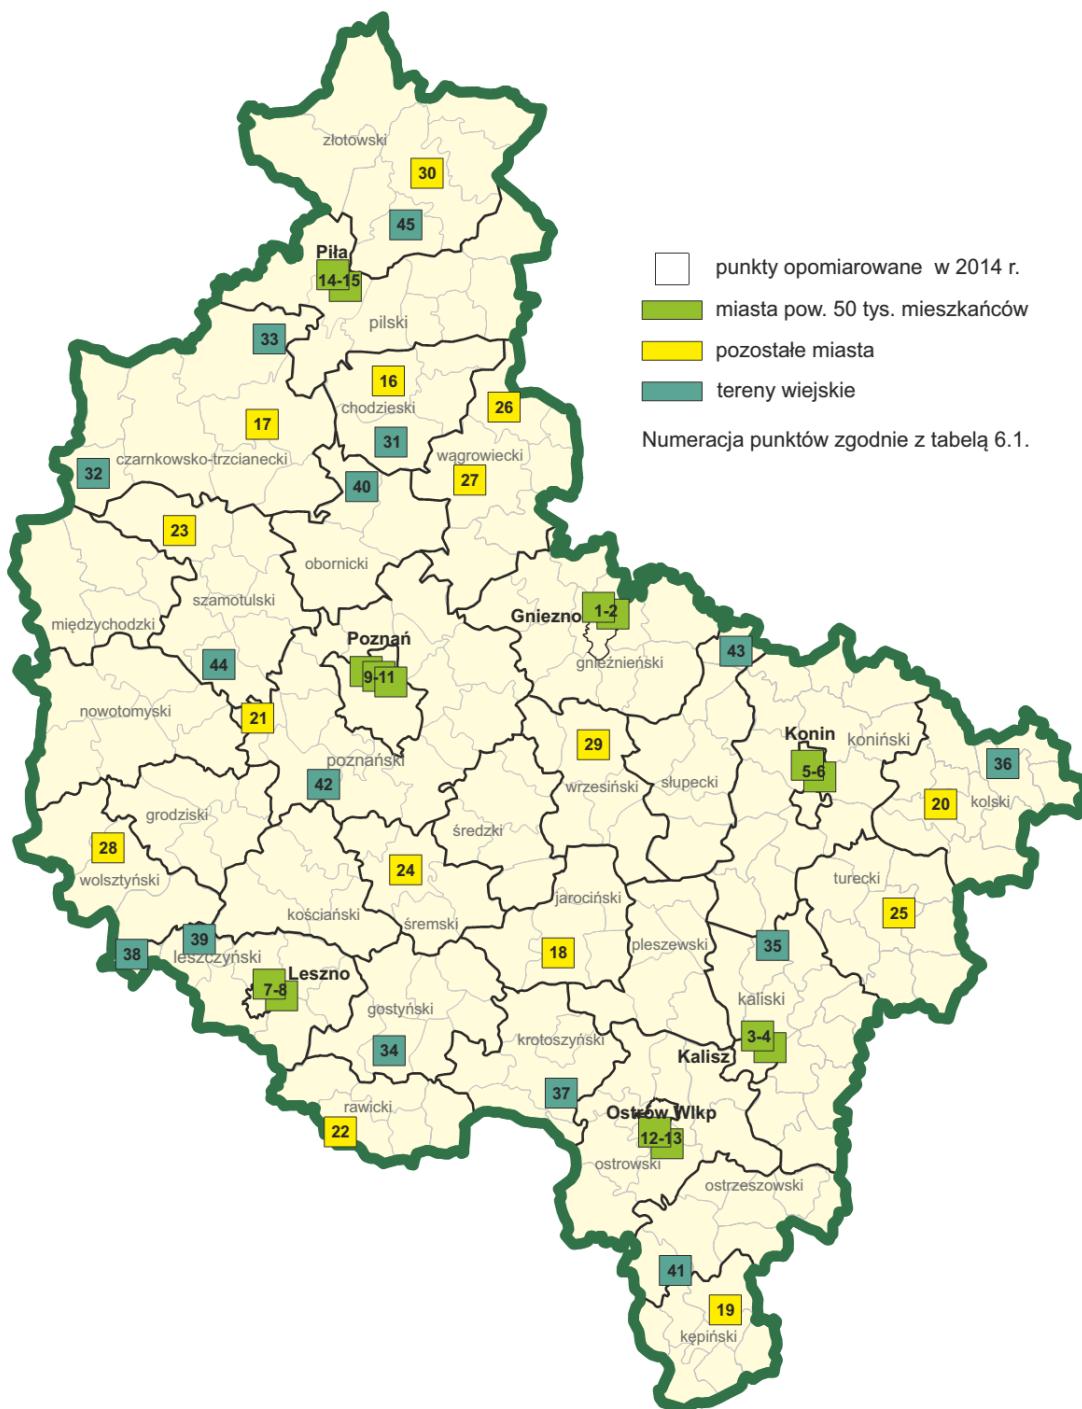 złotowski
30
45
Piła
14-15
pilski
33
16
chodzieski
26
17
31
wągrowiecki
czarnkowsko-trzcianecki
32
27
40
23
obornicki
szamotulski
międzychodzki
Gniezno
1-2
Poznań
9-11
gnieźnieński
43
44
nowotomyski
21
29
Konin
koniński
5-6
36
poznański
42
wrzesiński
słupecki
20
kolski
grodziski
średzki
28
wolsztyński
24
turecki
jarociński
25
kościański
śremski
39
leszczyński
38
18
pleszewski
35
Leszno
7-8
gostyński
kaliski
34
krotoszyński
3-4
Kalisz
37
rawicki
22
Ostrów Wlkp
12-13
ostrowski
ostrzeszowski
41
19
kępiński
punkty opomiarowane w 2014 r.
miasta pow. 50 tys. mieszkańców
pozostałe miasta
tereny wiejskie
Numeracja punktów zgodnie z tabelą 6.1.